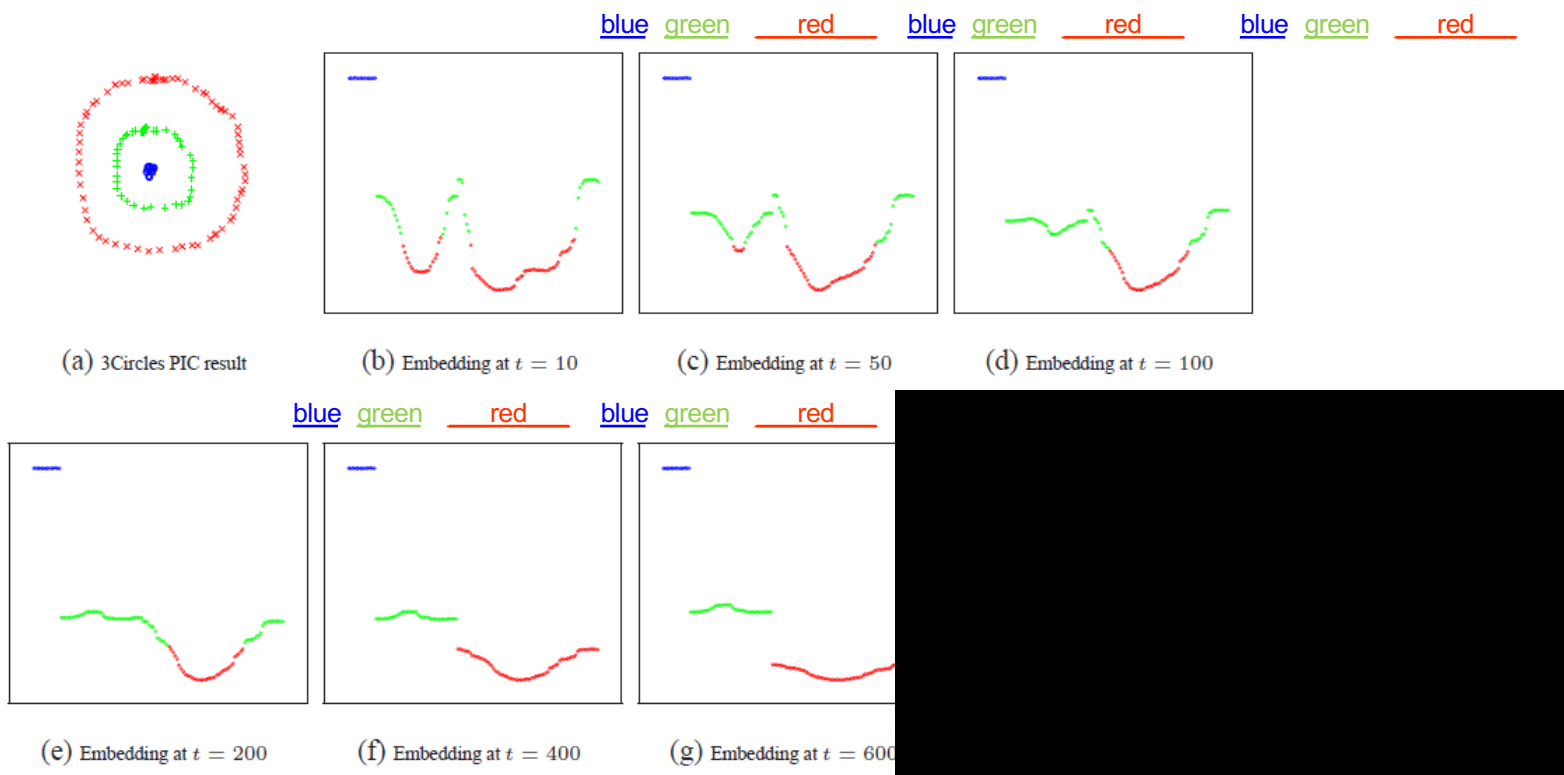 blue green red blue green red blue green red
(a) 3Circles PIC result (b) Embedding at t = 10 (c) Embedding at t = 50 (d) Embedding at t = 100
blue green red blue green red
(e) Embedding at t = 200 (f) Embedding at t = 400 (g) Embedding at t = 600